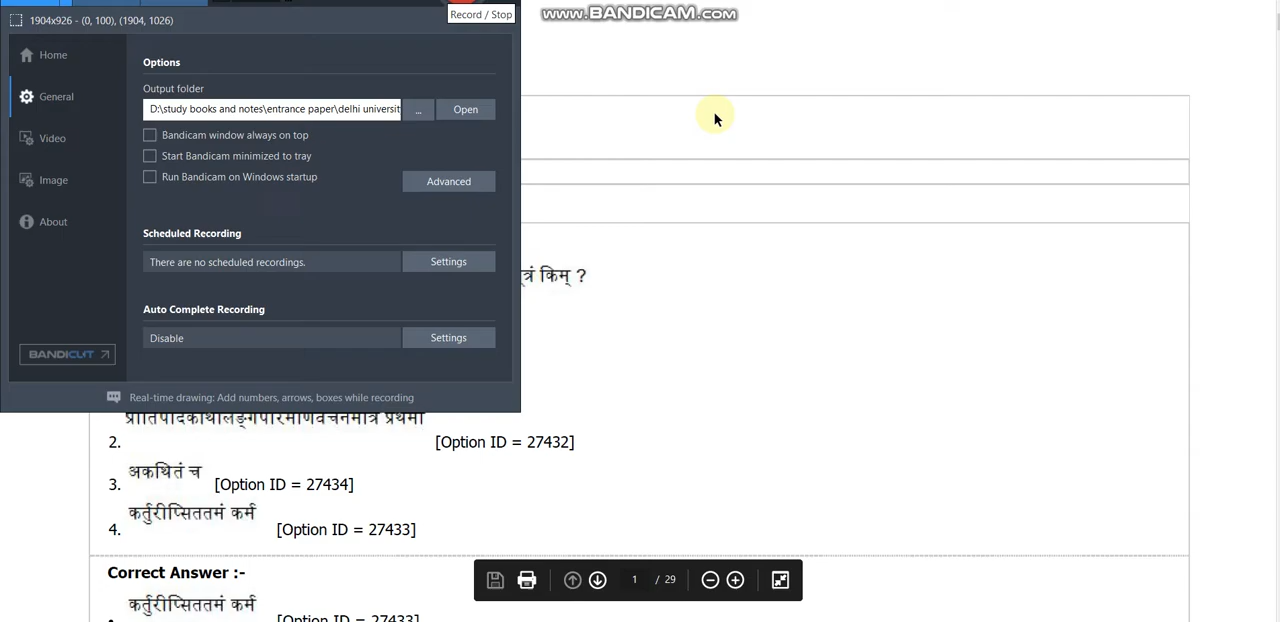 www.BANDICAM.com
1904x926 - (0, 100), (1904, 1026)
Record / Stop
Home
General
Video
Image
About
BANDICUT
Options
Output folder
D:\study books and notes\entrance paper\delhi universit
...
Open
Bandicam window always on top
Start Bandicam minimized to tray
Run Bandicam on Windows startup
Advanced
Scheduled Recording
There are no scheduled recordings.
Settings
Auto Complete Recording
Disable
Settings
Real-time drawing: Add numbers, arrows, boxes while recording
किम् ?
प्रातिपदिकार्थलिङ्गपरिमाणवचनमात्रे प्रथमा
2. [Option ID = 27432]
अकथितं च
3. [Option ID = 27434]
कर्तुरीप्सिततमं कर्म
4. [Option ID = 27433]
Correct Answer :-
कर्तुरीप्सिततमं कर्म
[Option ID = 27433]
1 / 29